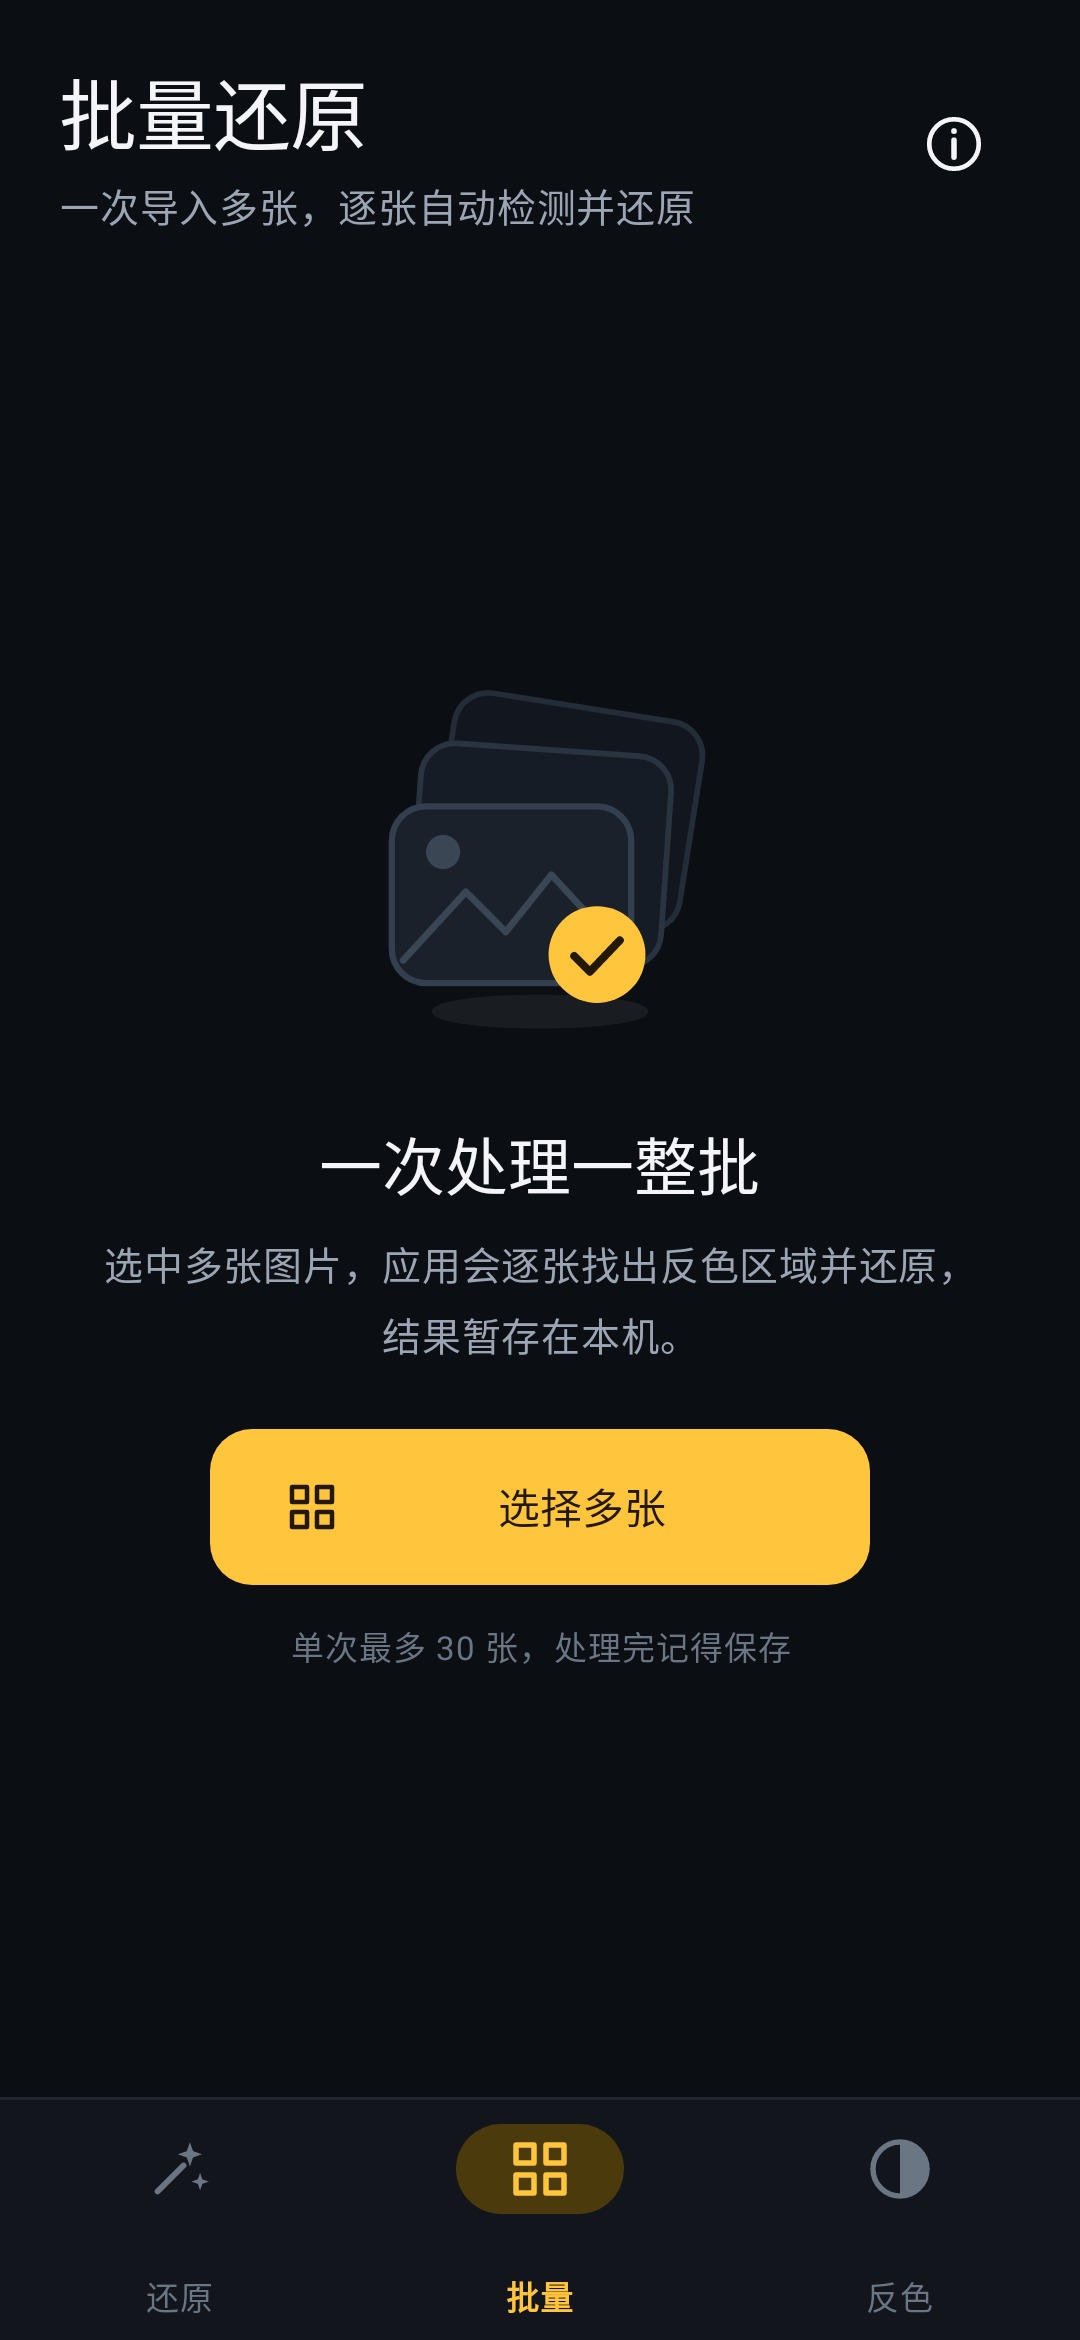 批量还原
一次导入多张，逐张自动检测并还原
一次处理一整批
选中多张图片，应用会逐张找出反色区域并还原，
结果暂存在本机。
选择多张
单次最多 30 张，处理完记得保存
还原
批量
反色